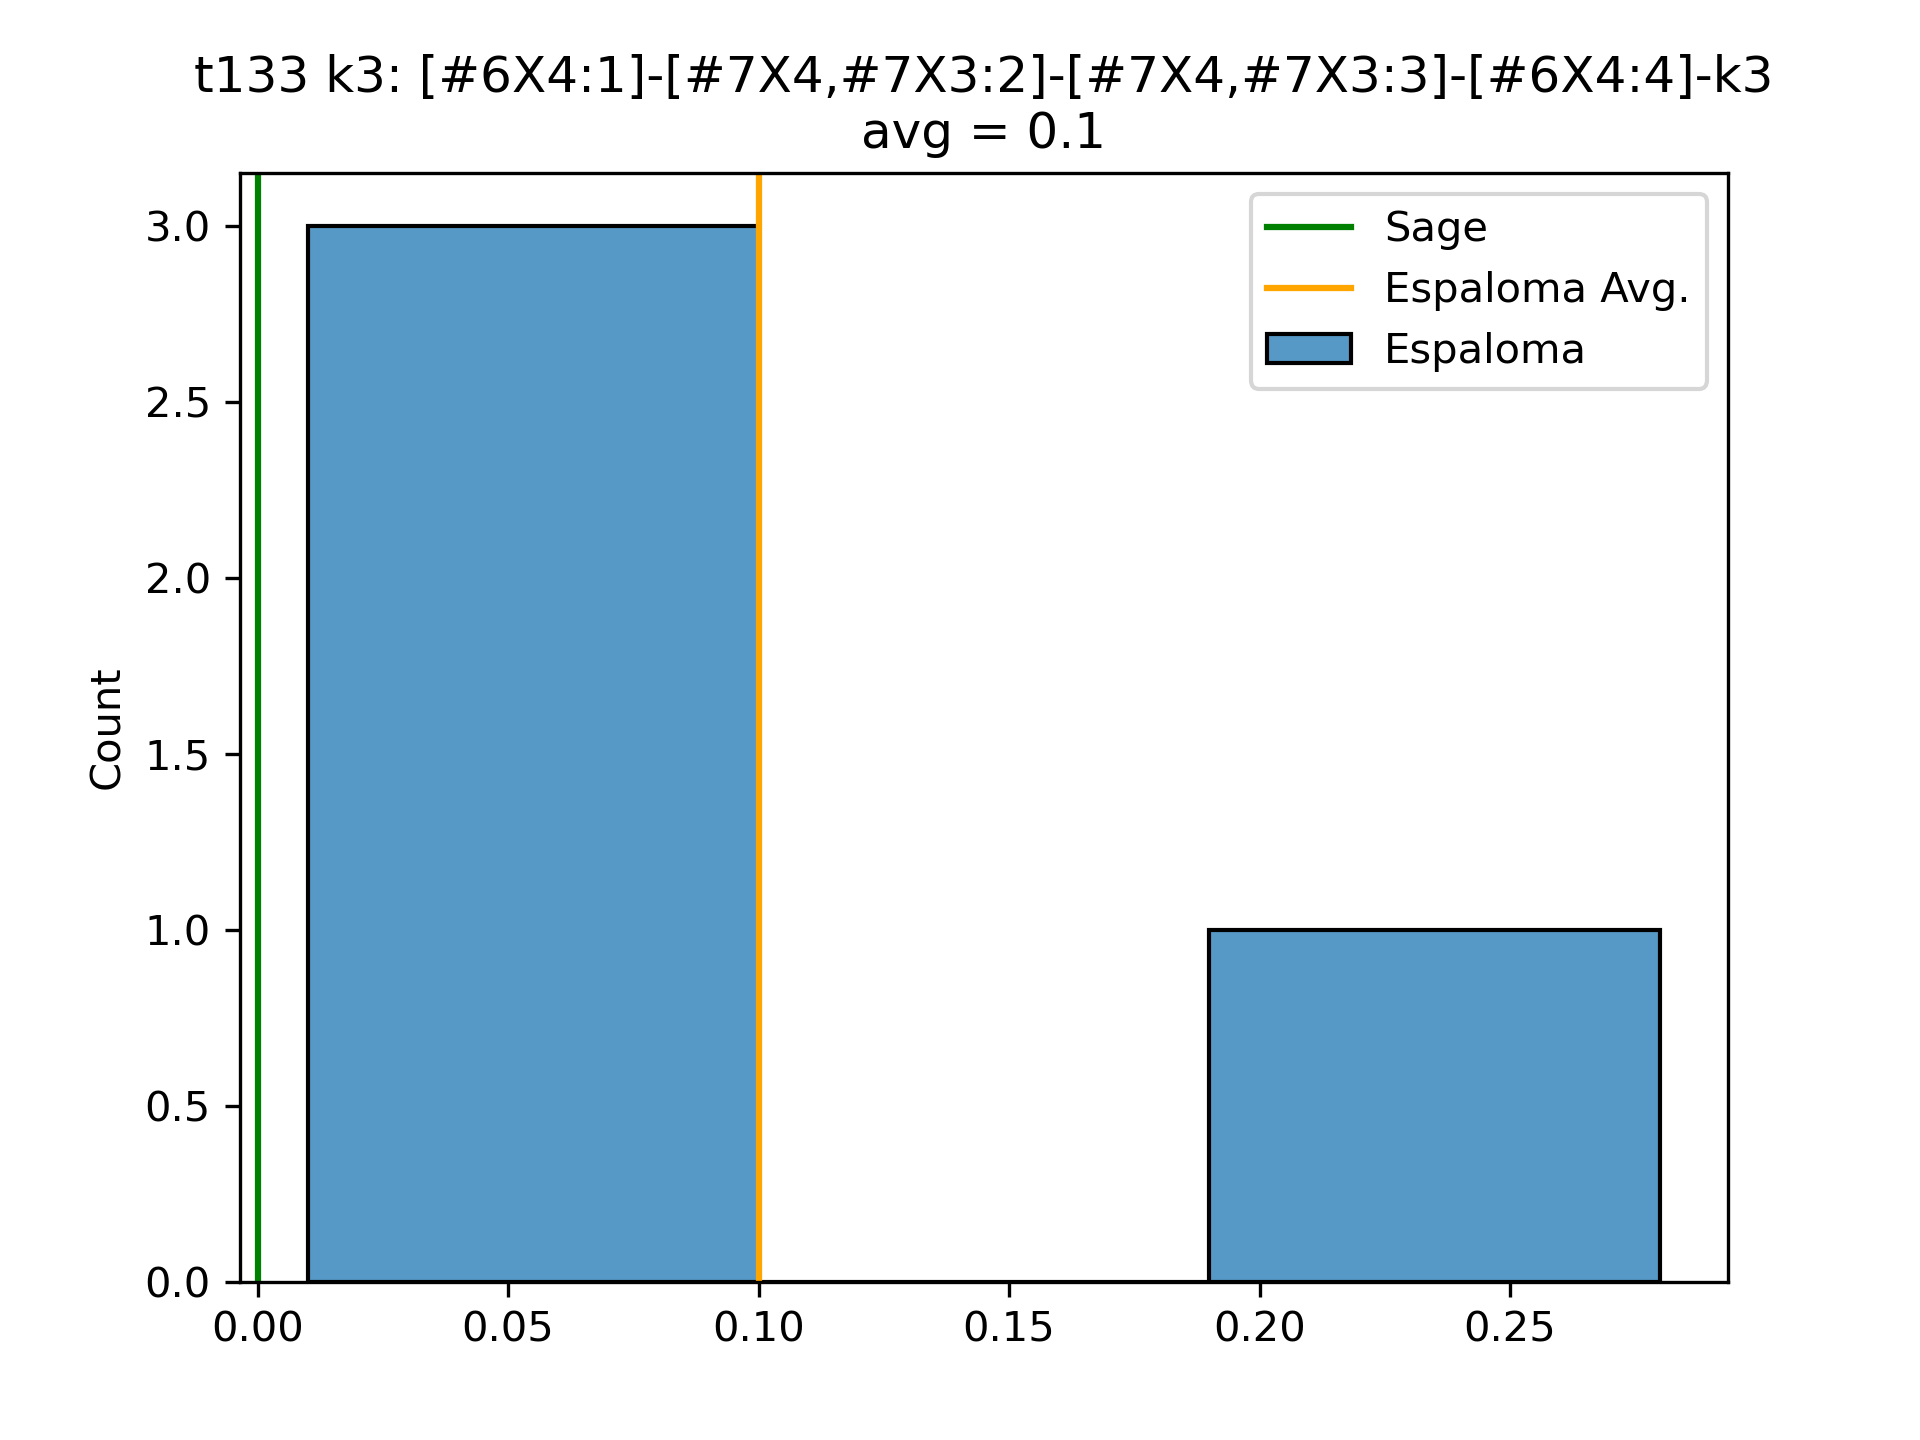 t133 k3: [#6X4:1]-[#7X4,#7X3:2]-[#7X4,#7X3:3]-[#6X4:4]-k3
avg = 0.1
Sage
Espaloma Avg.
Espaloma
Count
3.0
2.5
2.0
1.5
1.0
0.5
0.0
0.00 0.05 0.10 0.15 0.20 0.25